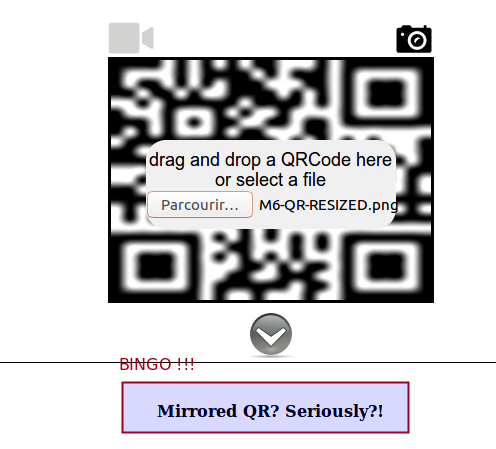 drag and drop a QRCode here
or select a file
Parcourir... M6-QR-RESIZED.png
BINGO !!!
Mirrored QR? Seriously?!